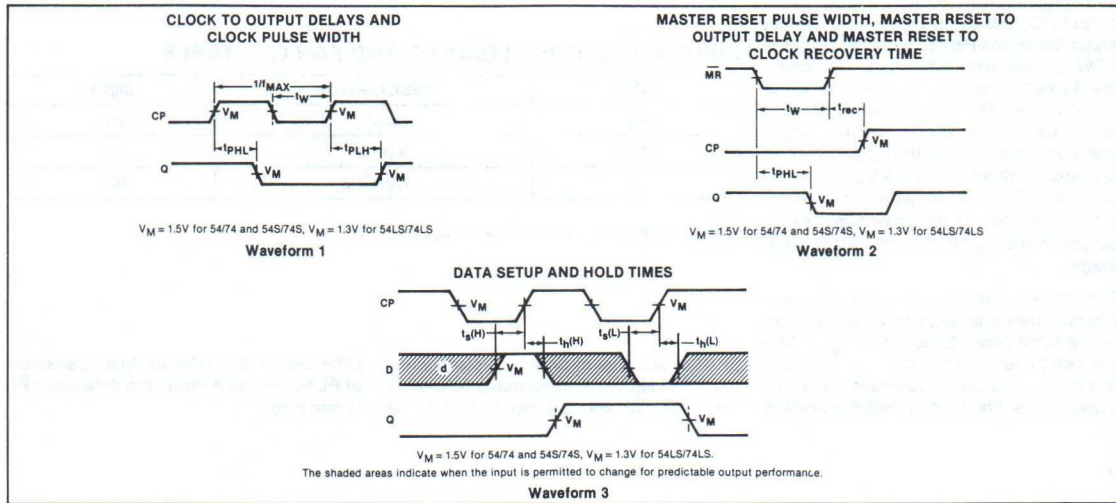 CLOCK TO OUTPUT DELAYS AND
CLOCK PULSE WIDTH
1/fMAX
tW
CP
VM
VM
tPHL
tPLH
Q
VM
VM
VM = 1.5V for 54/74 and 54S/74S, VM = 1.3V for 54LS/74LS
Waveform 1
MASTER RESET PULSE WIDTH, MASTER RESET TO
OUTPUT DELAY AND MASTER RESET TO
CLOCK RECOVERY TIME
MR
tW
trec
CP
VM
tPHL
Q
VM
VM = 1.5V for 54/74 and 54S/74S, VM = 1.3V for 54LS/74LS
Waveform 2
DATA SETUP AND HOLD TIMES
CP
VM
VM
ts(H)
th(H)
ts(L)
th(L)
D
d
Q
VM
VM
VM = 1.5V for 54/74 and 54S/74S, VM = 1.3V for 54LS/74LS.
The shaded areas indicate when the input is permitted to change for predictable output performance.
Waveform 3